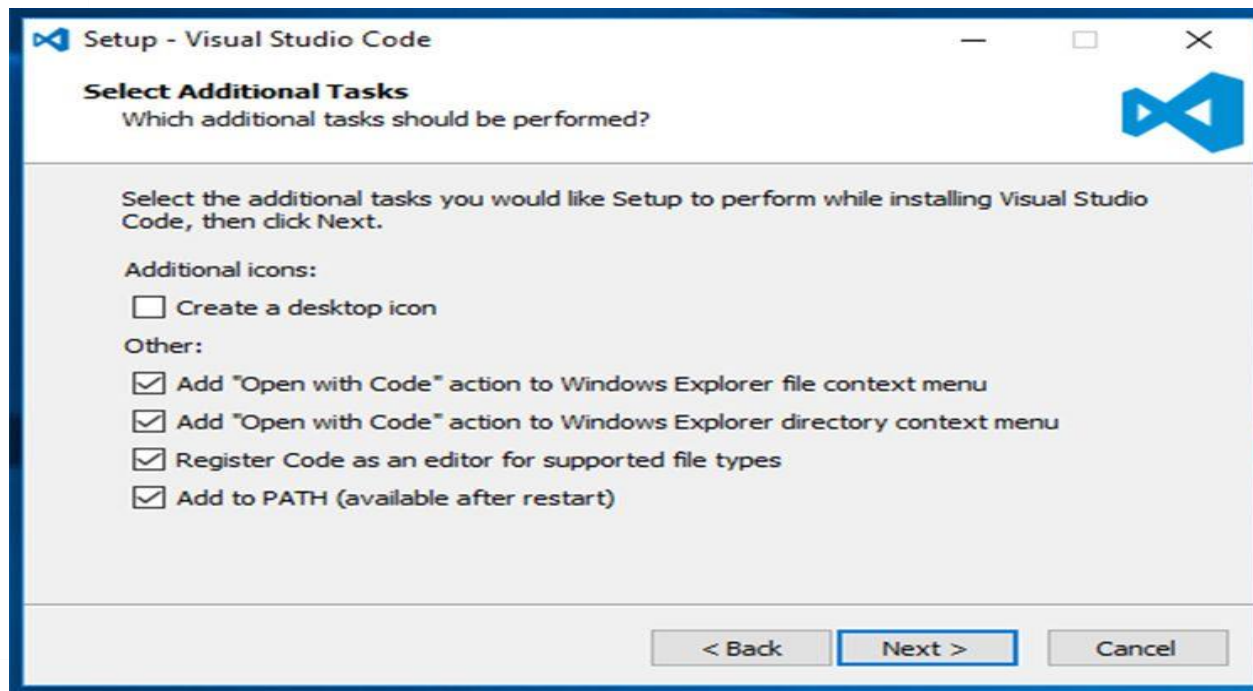 Setup - Visual Studio Code
Select Additional Tasks
Which additional tasks should be performed?
Select the additional tasks you would like Setup to perform while installing Visual Studio
Code, then click Next.
Additional icons:
Create a desktop icon
Other:
Add "Open with Code" action to Windows Explorer file context menu
Add "Open with Code" action to Windows Explorer directory context menu
Register Code as an editor for supported file types
Add to PATH (available after restart)
< Back Next > Cancel